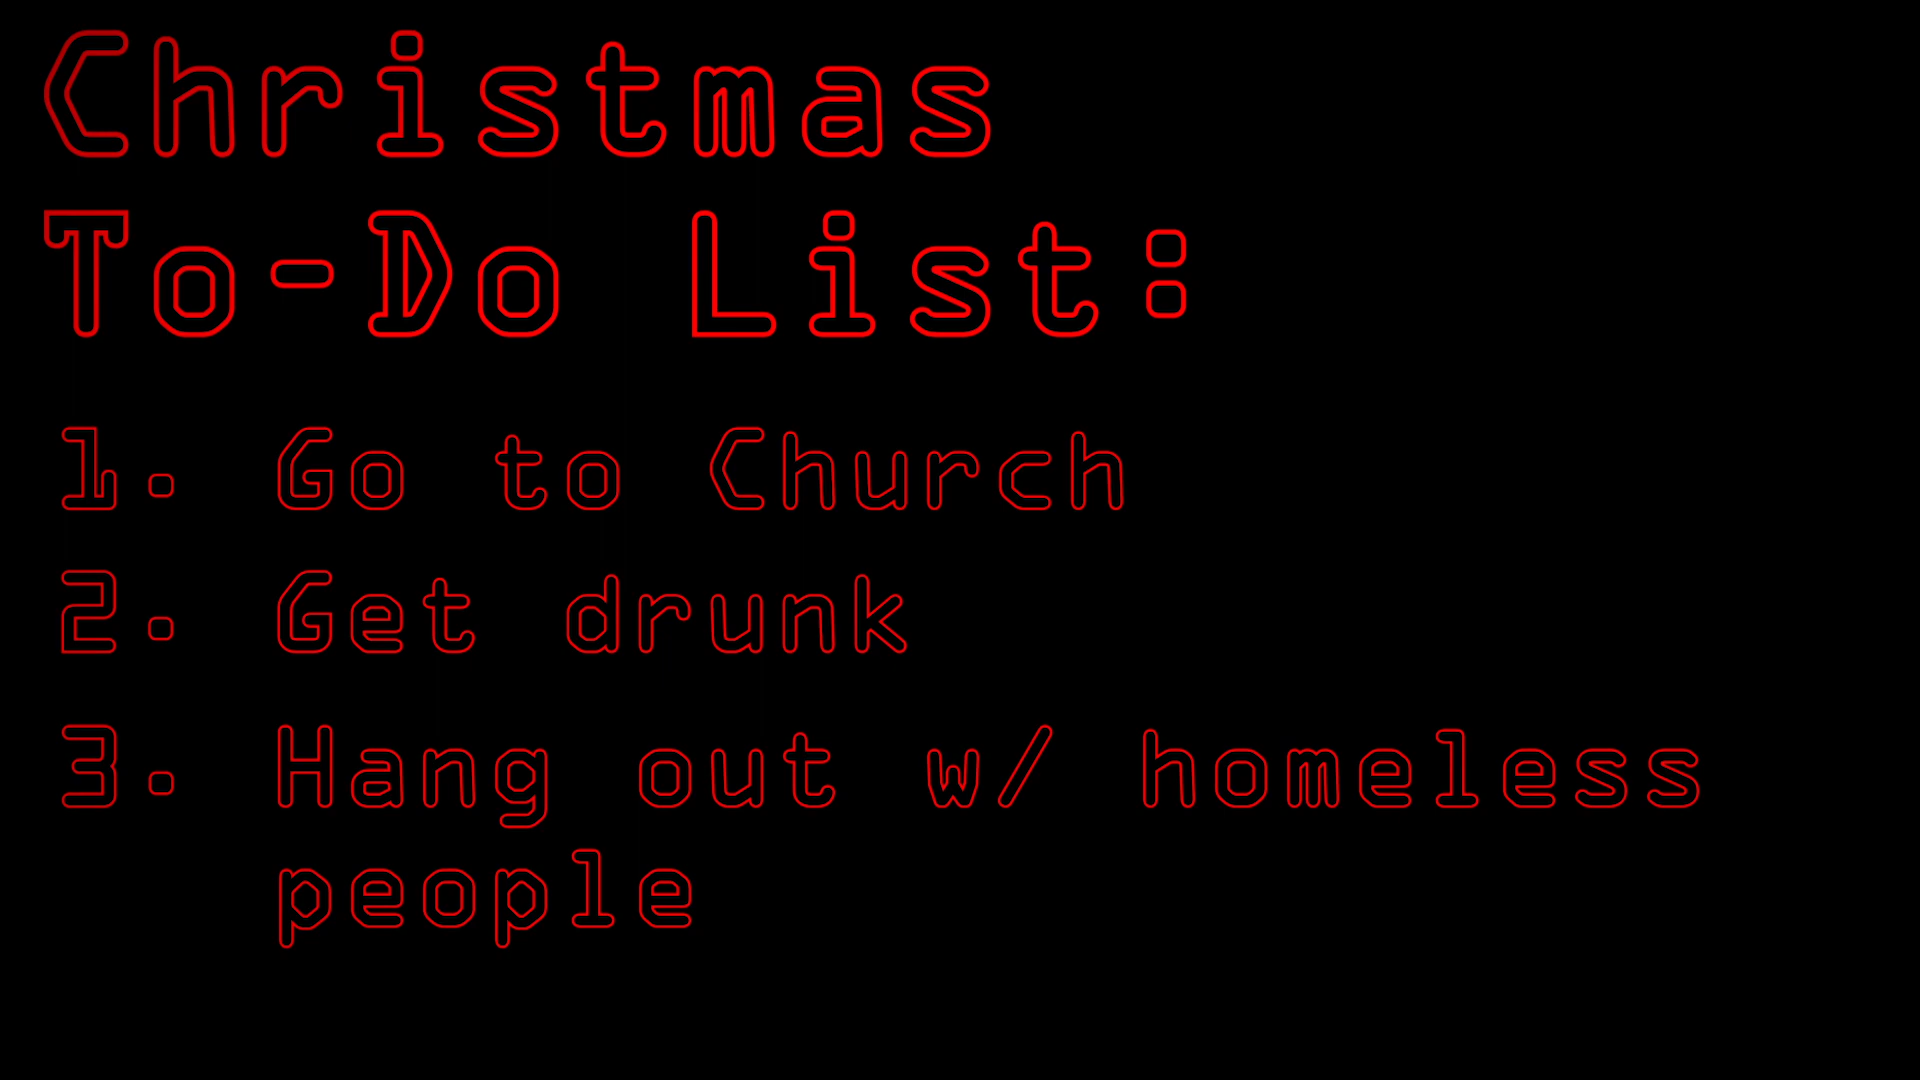 Christmas
To-Do List:
1. Go to Church
2. Get drunk
3. Hang out w/ homeless
people